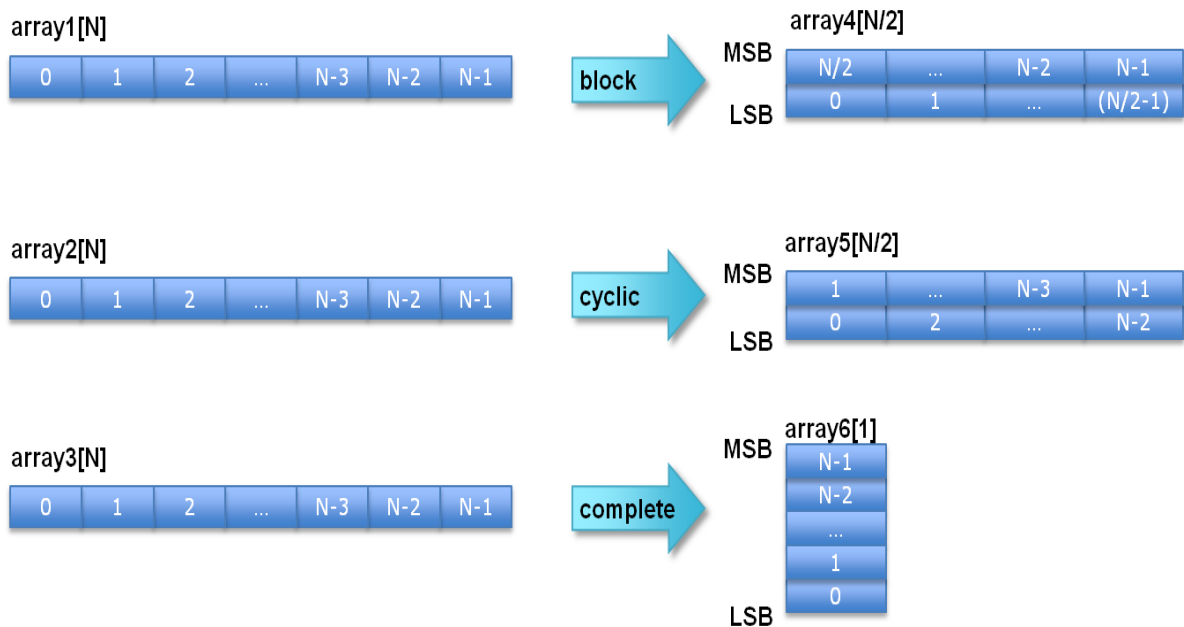 array1[N]
0 1 2 ... N-3 N-2 N-1
block
array4[N/2]
MSB
N/2 ... N-2 N-1
0 1 ... (N/2-1)
LSB
array2[N]
0 1 2 ... N-3 N-2 N-1
cyclic
array5[N/2]
MSB
1 ... N-3 N-1
0 2 ... N-2
LSB
array3[N]
0 1 2 ... N-3 N-2 N-1
complete
array6[1]
MSB
N-1
N-2
...
1
0
LSB